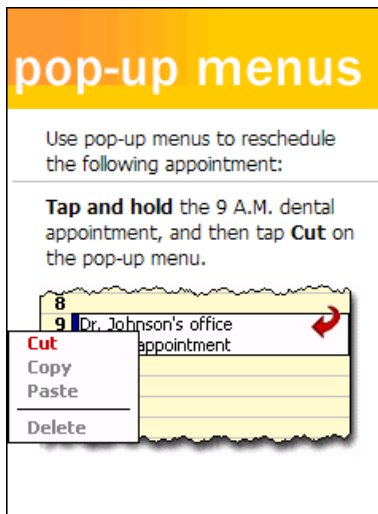 pop-up menus
Use pop-up menus to reschedule
the following appointment:
Tap and hold the 9 A.M. dental
appointment, and then tap Cut on
the pop-up menu.
8
9 Dr. Johnson's office
appointment
Cut
Copy
Paste
Delete